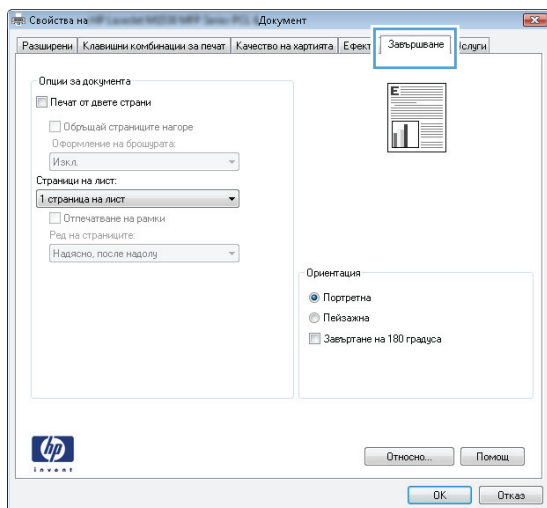 Свойства на Документ
Разширени Клавишни комбинации за печат Качество на хартията Ефект Завършване слуги
Опции за документа
Печат от двете страни
Обръщай страниците нагоре
Оформление на брошурата:
Изкл.
Страници на лист:
1 страница на лист
Отпечатване на рамки
Ред на страниците:
Надясно, после надолу
E
Ориентация
Портретна
Пейзажна
Завъртане на 180 градуса
hp
invent
Относно... Помощ
OK Отказ